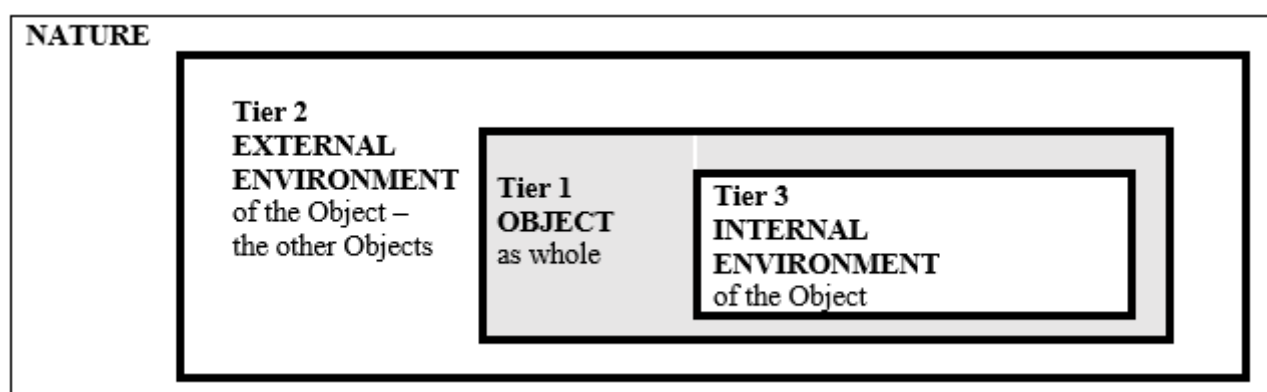 NATURE
Tier 2
EXTERNAL
ENVIRONMENT
of the Object –
the other Objects
Tier 1
OBJECT
as whole
Tier 3
INTERNAL
ENVIRONMENT
of the Object